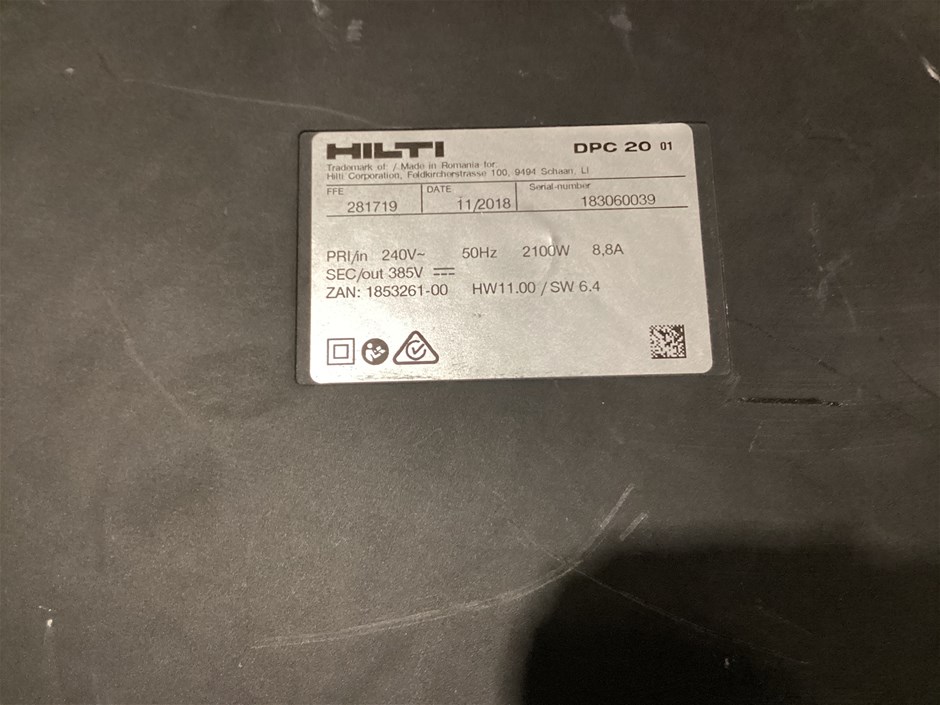 HILTI DPC 20 01
Trademark of / Made in Romania for:
Hilti Corporation, Feldkircherstrasse 100, 9494 Schaan, LI
FFE DATE Serial-number
281719 11/2018 183060039
PRI/in 240V~ 50Hz 2100W 8,8A
SEC/out 385V ⎓
ZAN: 1853261-00 HW11.00 / SW 6.4